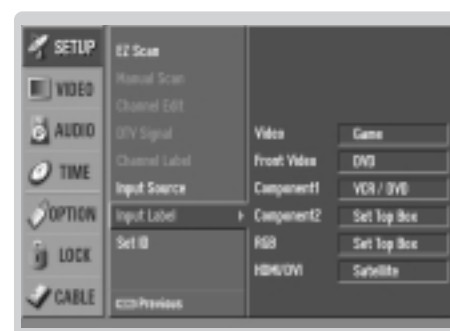 SETUP
VIDEO
AUDIO
TIME
OPTION
LOCK
CABLE
EZ Scan
Manual Scan
Channel Edit
DTV Signal
Channel Label
Input Source
Input Label
Set ID
Previous
Video Game
Front Video DVD
Component1 VCR / DVD
Component2 Set Top Box
RGB Set Top Box
HDMI/DVI Satellite